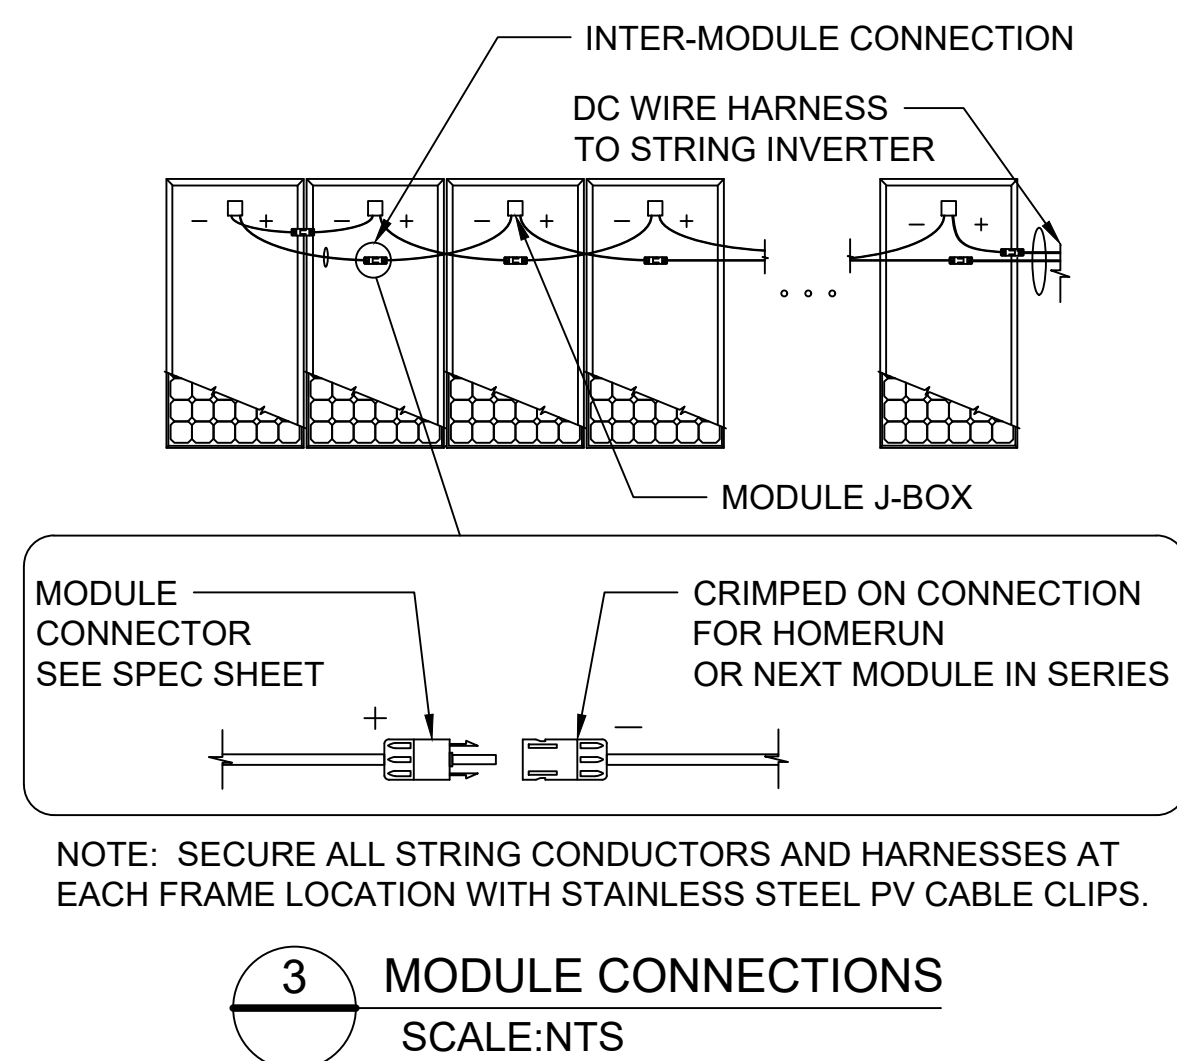 INTER-MODULE CONNECTION
DC WIRE HARNESS
TO STRING INVERTER
- + - + - + - + - +
MODULE J-BOX
MODULE
CONNECTOR
SEE SPEC SHEET
CRIMPED ON CONNECTION
FOR HOMERUN
OR NEXT MODULE IN SERIES
+ -
NOTE: SECURE ALL STRING CONDUCTORS AND HARNESSES AT
EACH FRAME LOCATION WITH STAINLESS STEEL PV CABLE CLIPS.
3
MODULE CONNECTIONS
SCALE:NTS